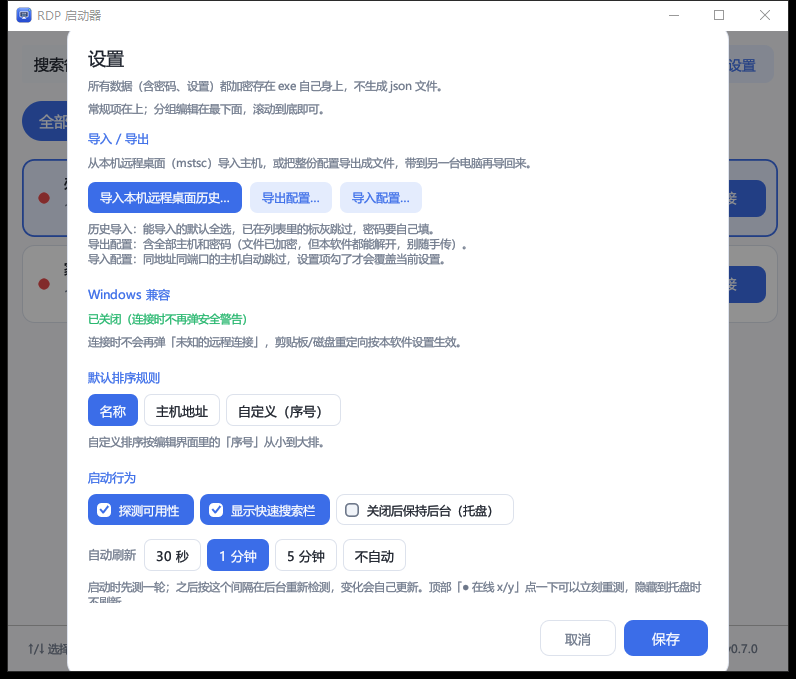 RDP 启动器
搜索
设置
设置
所有数据（含密码、设置）都加密存在 exe 自己身上，不生成 json 文件。
常规项在上；分组编辑在最下面，滚动到底即可。
全部
导入 / 导出
从本机远程桌面（mstsc）导入主机，或把整份配置导出成文件，带到另一台电脑再导回来。
导入本机远程桌面历史...
导出配置...
导入配置...
历史导入：能导入的默认全选，已在列表里的标灰跳过，密码要自己填。
导出配置：含全部主机和密码（文件已加密，但本软件都能解开，别随手传）。
导入配置：同地址同端口的主机自动跳过，设置项勾了才会覆盖当前设置。
Windows 兼容
已关闭（连接时不再弹安全警告）
连接时不会再弹「未知的远程连接」，剪贴板/磁盘重定向按本软件设置生效。
默认排序规则
名称
主机地址
自定义（序号）
自定义排序按编辑界面里的「序号」从小到大排。
启动行为
探测可用性
显示快速搜索栏
关闭后保持后台（托盘）
自动刷新
30 秒
1 分钟
5 分钟
不自动
启动时先测一轮；之后按这个间隔在后台重新检测，变化会自己更新。顶部「● 在线 x/y」点一下可以立刻重测，隐藏到托盘时
不刷新
取消
保存
↑/↓ 选择
v0.7.0